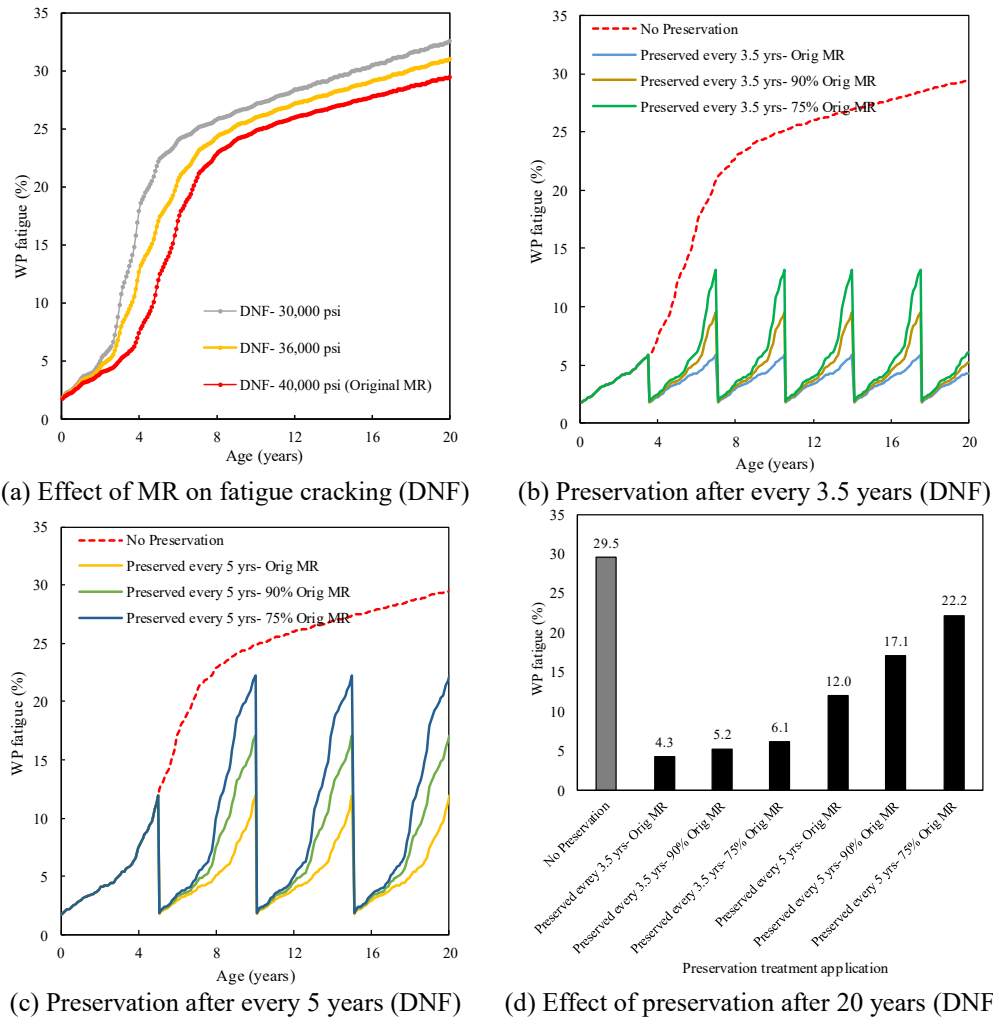 35
30
25
20
15
10
5
0
WP fatigue (%)
DNF- 30,000 psi
DNF- 36,000 psi
DNF- 40,000 psi (Original MR)
0 4 8 12 16 20
Age (years)
(a) Effect of MR on fatigue cracking (DNF)
35
30
25
20
15
10
5
0
WP fatigue (%)
No Preservation
Preserved every 3.5 yrs- Orig MR
Preserved every 3.5 yrs- 90% Orig MR
Preserved every 3.5 yrs- 75% Orig MR
0 4 8 12 16 20
Age (years)
(b) Preservation after every 3.5 years (DNF)
35
30
25
20
15
10
5
0
WP fatigue (%)
No Preservation
Preserved every 5 yrs- Orig MR
Preserved every 5 yrs- 90% Orig MR
Preserved every 5 yrs- 75% Orig MR
0 4 8 12 16 20
Age (years)
(c) Preservation after every 5 years (DNF)
35
30
25
20
15
10
5
0
WP fatigue (%)
29.5
4.3
5.2
6.1
12.0
17.1
22.2
No Preservation
Preserved evrey 3.5 yrs- Orig MR
Preserved every 3.5 yrs- 90% Orig MR
Preserved every 3.5 yrs- 75% Orig MR
Preserved every 5 yrs- Orig MR
Preserved every 5 yrs- 90% Orig MR
Preserved every 5 yrs- 75% Orig MR
Preservation treatment application
(d) Effect of preservation after 20 years (DNF